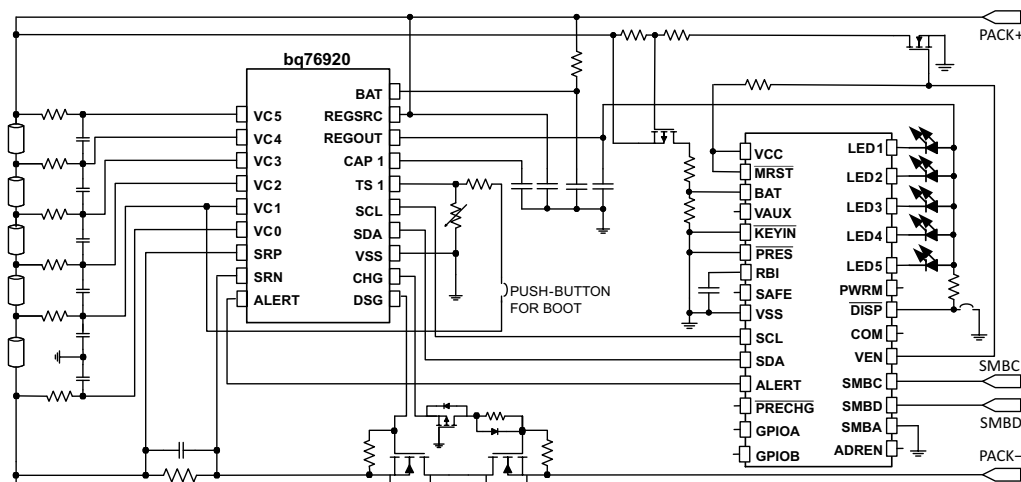 PACK+
bq76920
VC5
VC4
VC3
VC2
VC1
VC0
SRP
SRN
ALERT
BAT
REGSRC
REGOUT
CAP 1
TS 1
SCL
SDA
VSS
CHG
DSG
PUSH-BUTTON
FOR BOOT
VCC
MRST
BAT
VAUX
KEYIN
PRES
RBI
SAFE
VSS
SCL
SDA
ALERT
PRECHG
GPIOA
GPIOB
LED1
LED2
LED3
LED4
LED5
PWRM
DISP
COM
VEN
SMBC
SMBD
SMBA
ADREN
SMBC
SMBD
PACK–